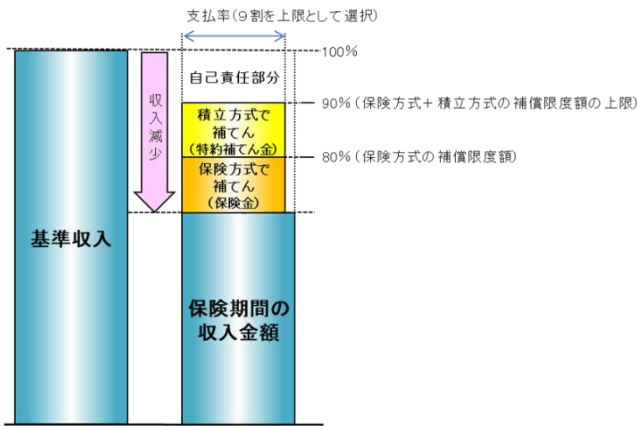 支払率（９割を上限として選択）
100％
自己責任部分
収入減少
90％（保険方式＋積立方式の補償限度額の上限）
積立方式で
補てん
（特約補てん金）
80％（保険方式の補償限度額）
保険方式で
補てん
（保険金）
基準収入
保険期間の
収入金額